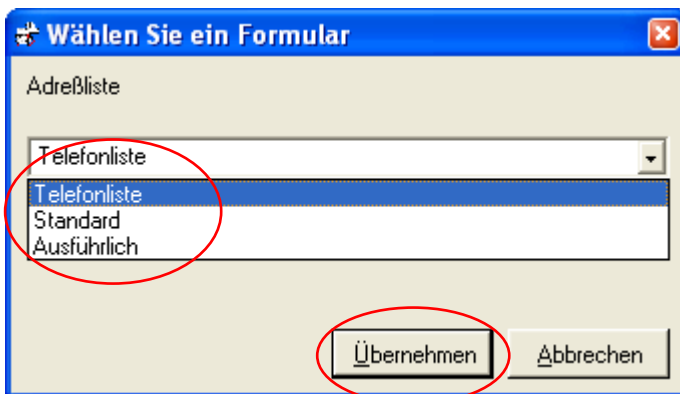 Wählen Sie ein Formular
Adreßliste
Telefonliste
Telefonliste
Standard
Ausführlich
Übernehmen Abbrechen